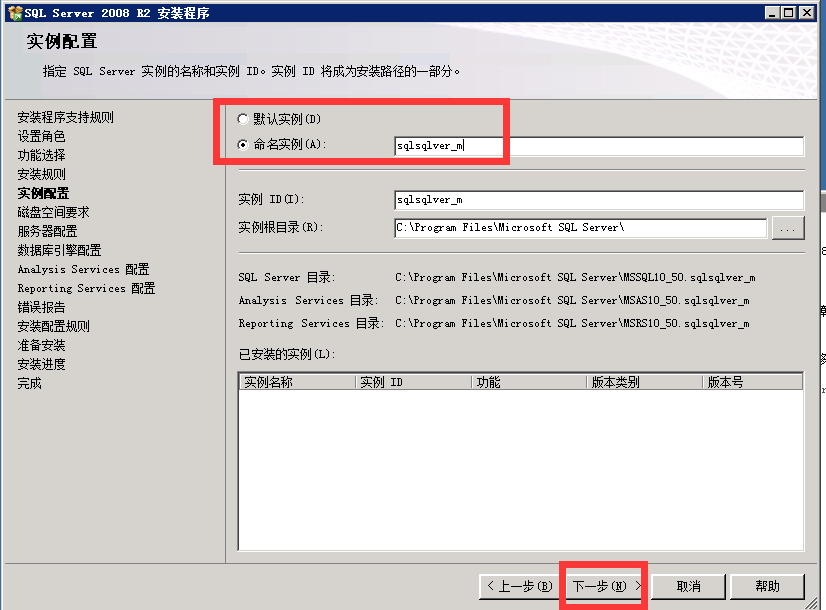 SQL Server 2008 R2 安装程序
实例配置
指定 SQL Server 实例的名称和实例 ID。实例 ID 将成为安装路径的一部分。
安装程序支持规则
设置角色
功能选择
安装规则
实例配置
磁盘空间要求
服务器配置
数据库引擎配置
Analysis Services 配置
Reporting Services 配置
错误报告
安装配置规则
准备安装
安装进度
完成
默认实例(D)
命名实例(A): sqlsqlver_m
实例 ID(I): sqlsqlver_m
实例根目录(R): C:\Program Files\Microsoft SQL Server\ ...
SQL Server 目录: C:\Program Files\Microsoft SQL Server\MSSQL10_50.sqlsqlver_m
Analysis Services 目录: C:\Program Files\Microsoft SQL Server\MSAS10_50.sqlsqlver_m
Reporting Services 目录: C:\Program Files\Microsoft SQL Server\MSRS10_50.sqlsqlver_m
已安装的实例(L):
实例名称 实例 ID 功能 版本类别 版本号
< 上一步(B) 下一步(N) > 取消 帮助